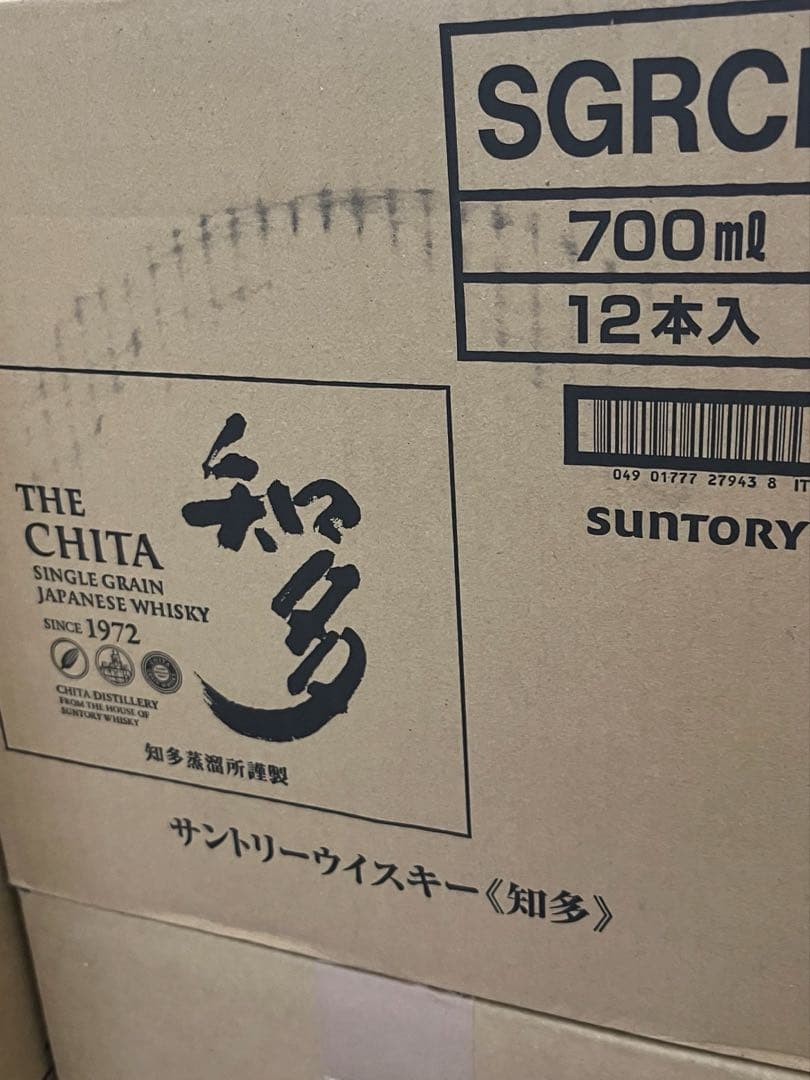 SGRC
700ml
12本入
049 01777 27943 8 IT
SUNTORY
知多
THE
CHITA
SINGLE GRAIN
JAPANESE WHISKY
SINCE 1972
CHITA DISTILLERY
FROM THE HOUSE OF
SUNTORY WHISKY
知多蒸溜所謹製
サントリーウイスキー《知多》